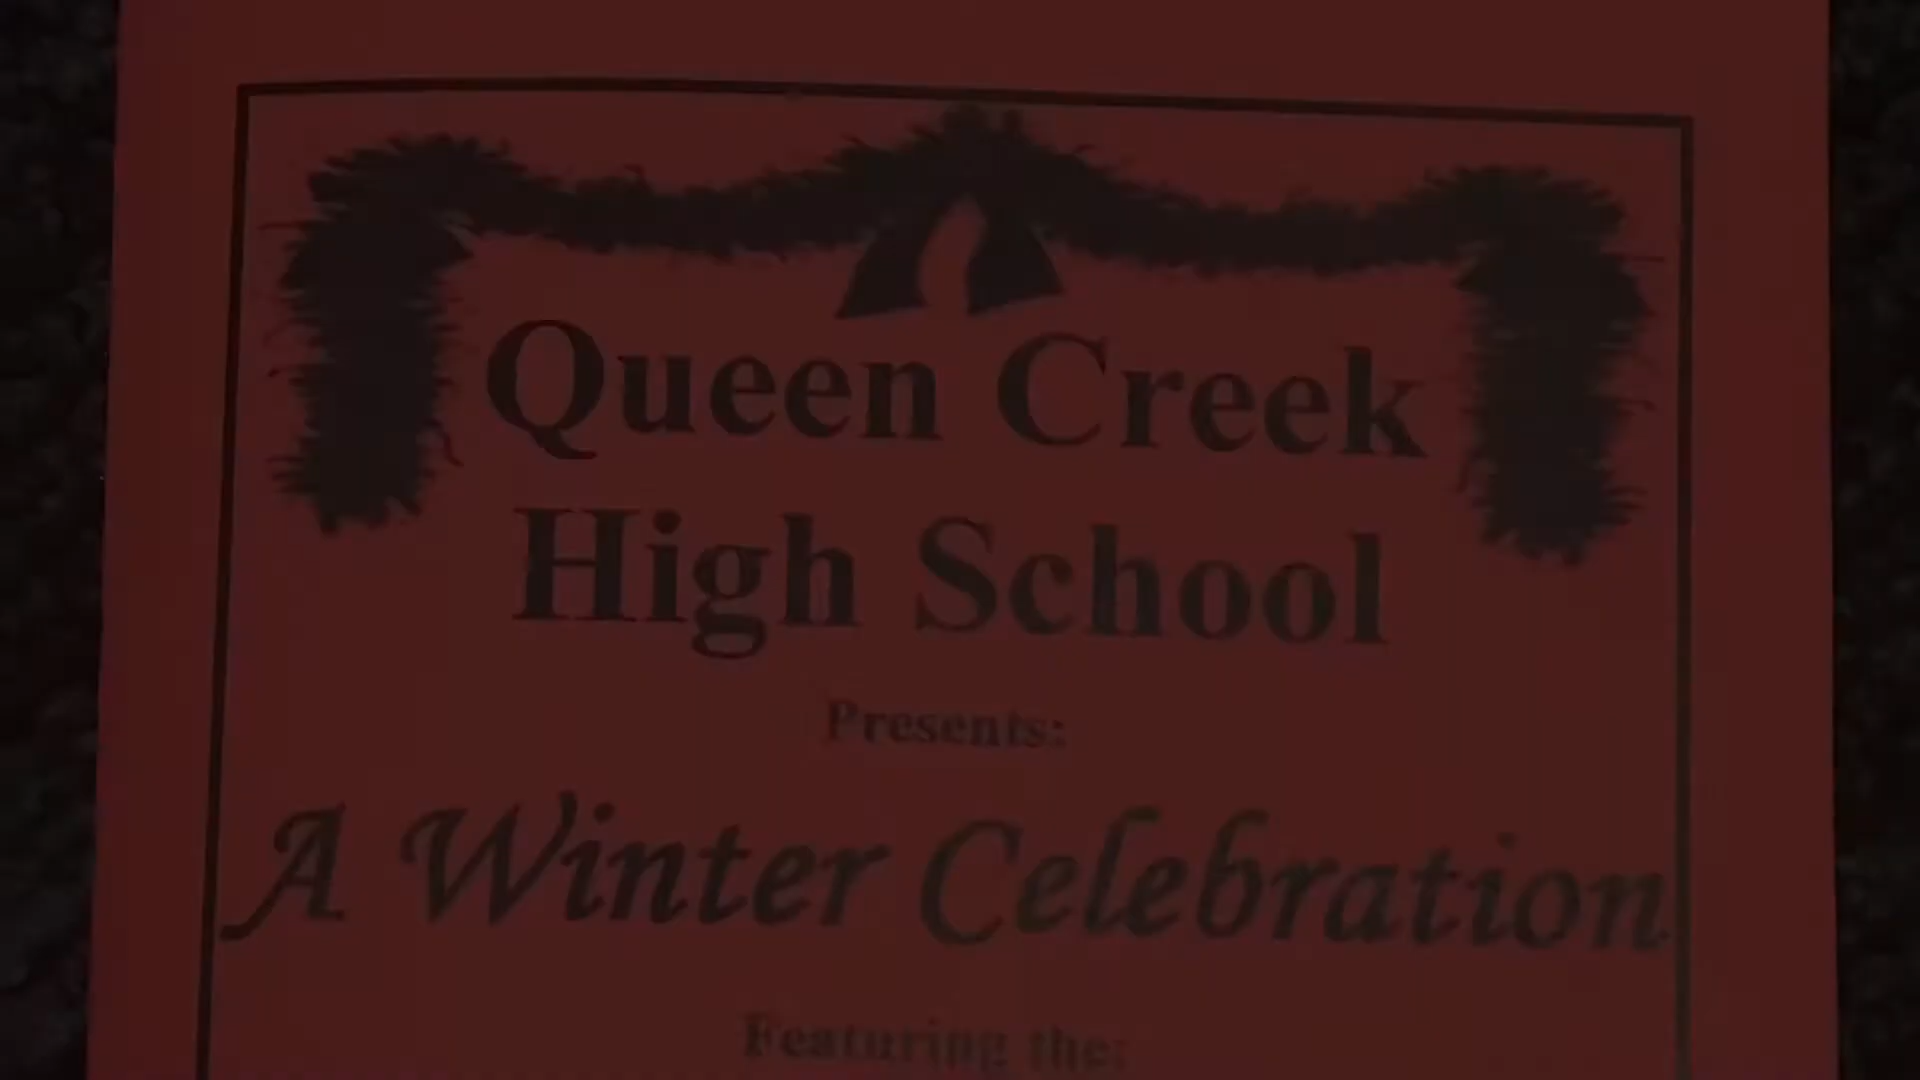 Queen Creek
High School
Presents:
A Winter Celebration
Featuring the: